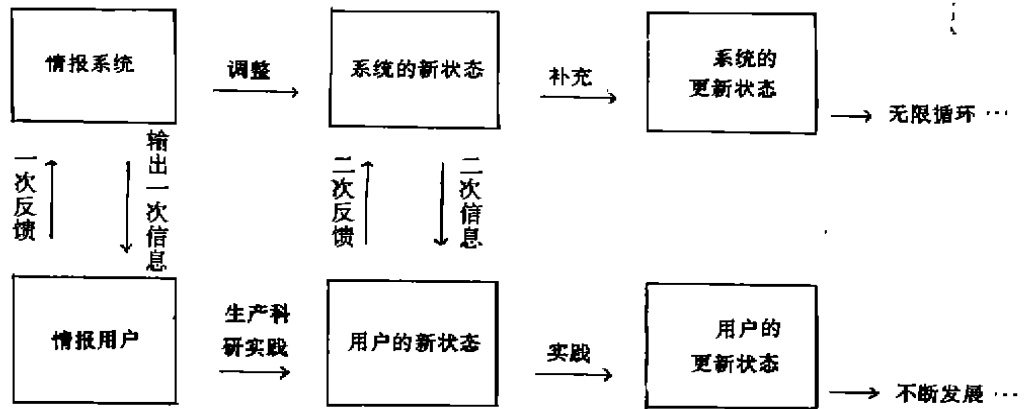 情报系统
调整
系统的新状态
补充
系统的
更新状态
无限循环…
一次反馈
输出一次信息
二次反馈
二次信息
情报用户
生产科
研实践
用户的新状态
实践
用户的
更新状态
不断发展…